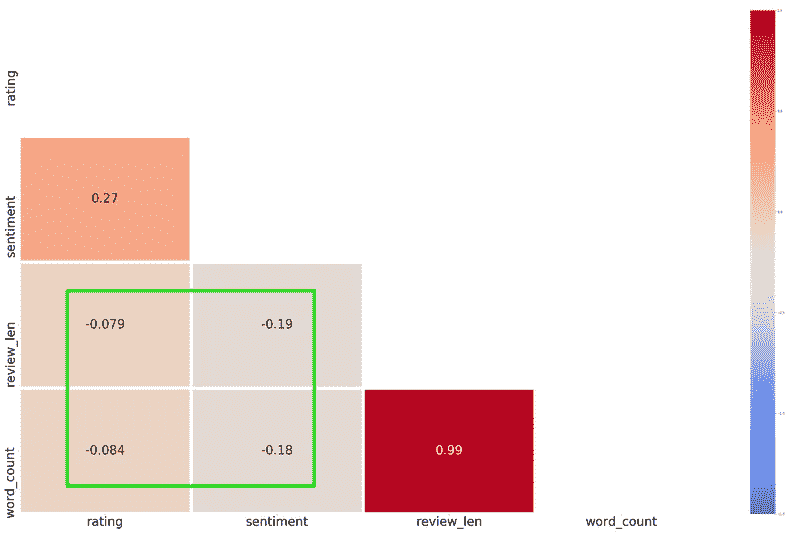 rating
sentiment
0.27
review_len
-0.079
-0.19
word_count
-0.084
-0.18
0.99
rating
sentiment
review_len
word_count